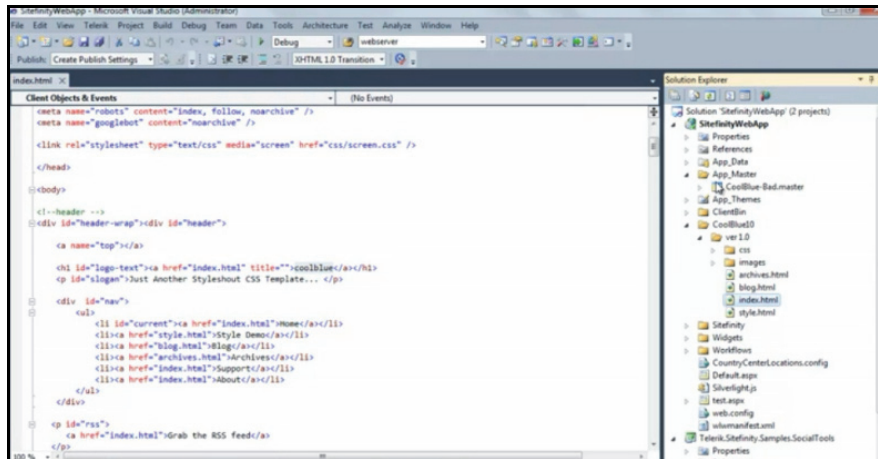 SitefinityWebApp - Microsoft Visual Studio (Administrator)
File Edit View Telerik Project Build Debug Team Data Tools Architecture Test Analyze Window Help
Debug webserver
Publish: Create Publish Settings XHTML 1.0 Transition
index.html
Client Objects & Events (No Events)
<meta name="robots" content="index, follow, noarchive" />
<meta name="googlebot" content="noarchive" />
<link rel="stylesheet" type="text/css" media="screen" href="css/screen.css" />
</head>
<body>
<!--header -->
<div id="header-wrap"><div id="header">
<a name="top"></a>
<h1 id="logo-text"><a href="index.html" title="">coolblue</a></h1>
<p id="slogan">Just Another Styleshout CSS Template... </p>
<div id="nav">
<ul>
<li id="current"><a href="index.html">Home</a></li>
<li><a href="style.html">Style Demo</a></li>
<li><a href="blog.html">Blog</a></li>
<li><a href="archives.html">Archives</a></li>
<li><a href="index.html">Support</a></li>
<li><a href="index.html">About</a></li>
</ul>
</div>
<p id="rss">
<a href="index.html">Grab the RSS feed</a>
</p>
100 %
Solution Explorer
Solution 'SitefinityWebApp' (2 projects)
SitefinityWebApp
Properties
References
App_Data
App_Master
CoolBlue-Bad.master
App_Themes
ClientBin
CoolBlue10
ver1.0
css
images
archives.html
blog.html
index.html
style.html
Sitefinity
Widgets
Workflows
CountryCenterLocations.config
Default.aspx
Silverlight.js
test.aspx
web.config
wlwmanifest.xml
Telerik.Sitefinity.Samples.SocialTools
Properties